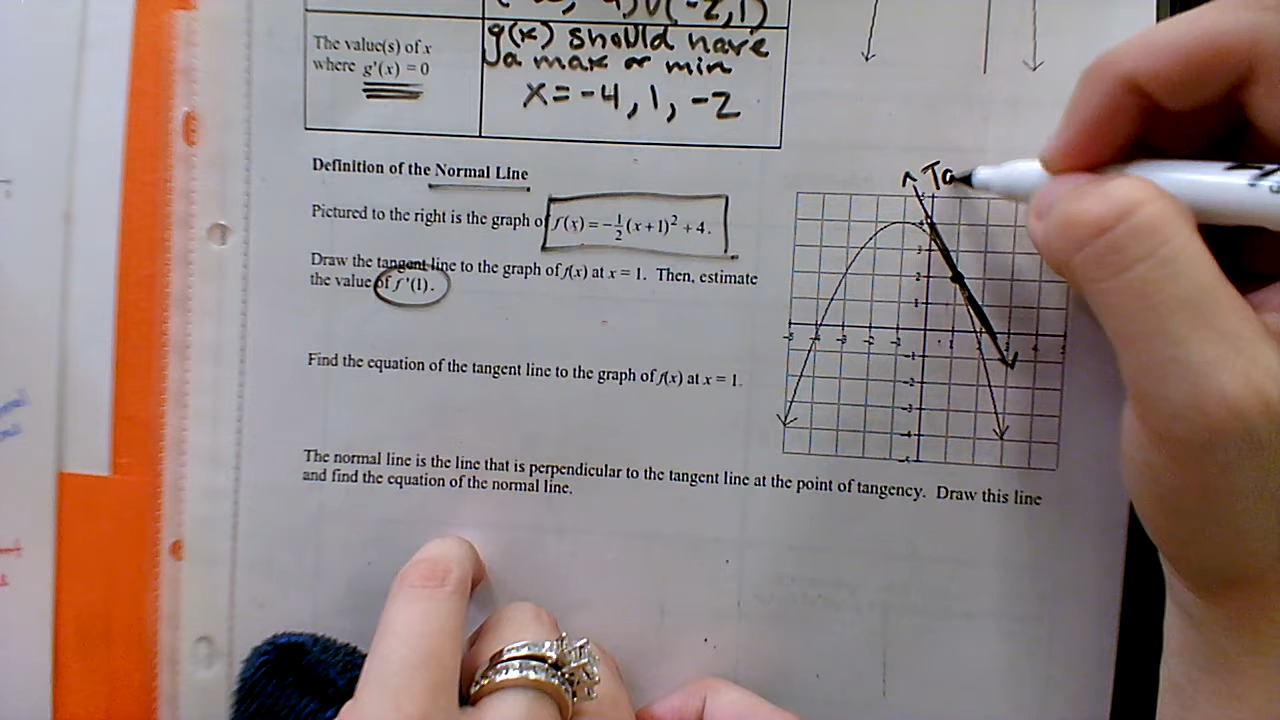 (-∞, -4)∪(-2,1)
The value(s) of x
where g'(x) = 0
g(x) should have
a max or min
x=-4, 1, -2
Definition of the Normal Line
Pictured to the right is the graph of f(x) = -1/2(x+1)² + 4.
Draw the tangent line to the graph of f(x) at x = 1. Then, estimate
the value of f '(1).
Find the equation of the tangent line to the graph of f(x) at x = 1.
The normal line is the line that is perpendicular to the tangent line at the point of tangency. Draw this line
and find the equation of the normal line.
Ta